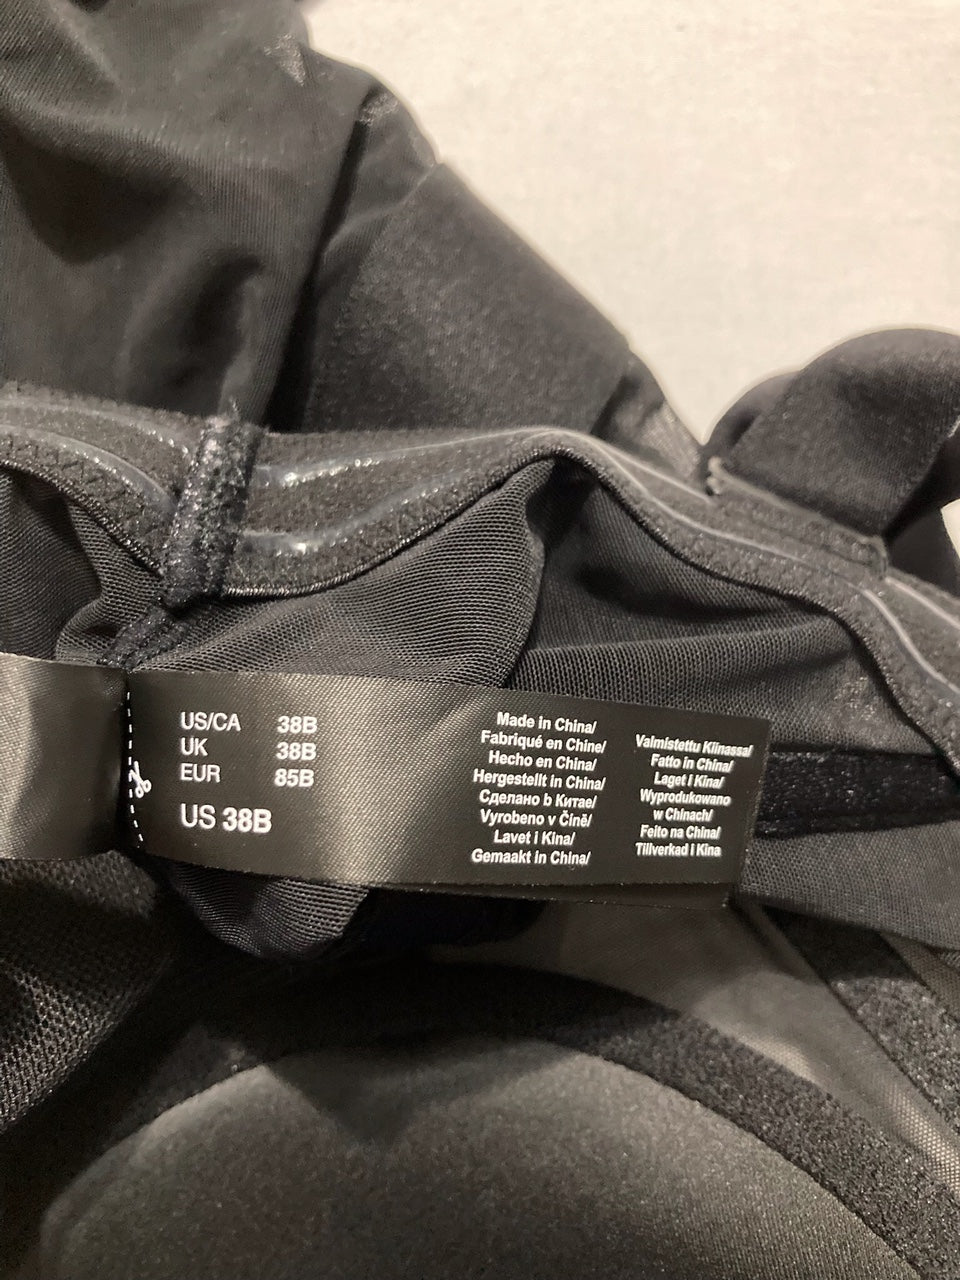 US/CA 38B
UK 38B
EUR 85B
US 38B
Made in China/
Fabriqué en Chine/
Hecho en China/
Hergestellt in China/
Сделано b Китае/
Vyrobeno v Čině/
Lavet i Kina/
Gemaakt in China/
Valmistettu Kiinassa/
Fatto in China/
Laget i Kina/
Wyprodukowano
w Chinach/
Feito na China/
Tillverkad i Kina